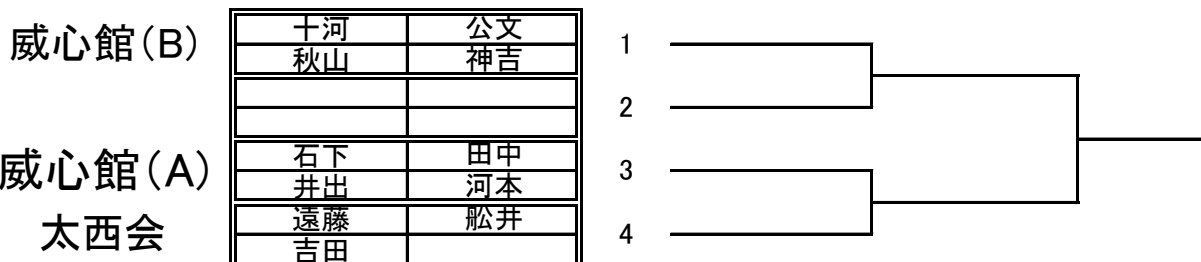 威心館(B)
十河 公文
秋山 神吉
1
2
威心館(A)
石下 田中
井出 河本
3
太西会
遠藤 舩井
吉田
4